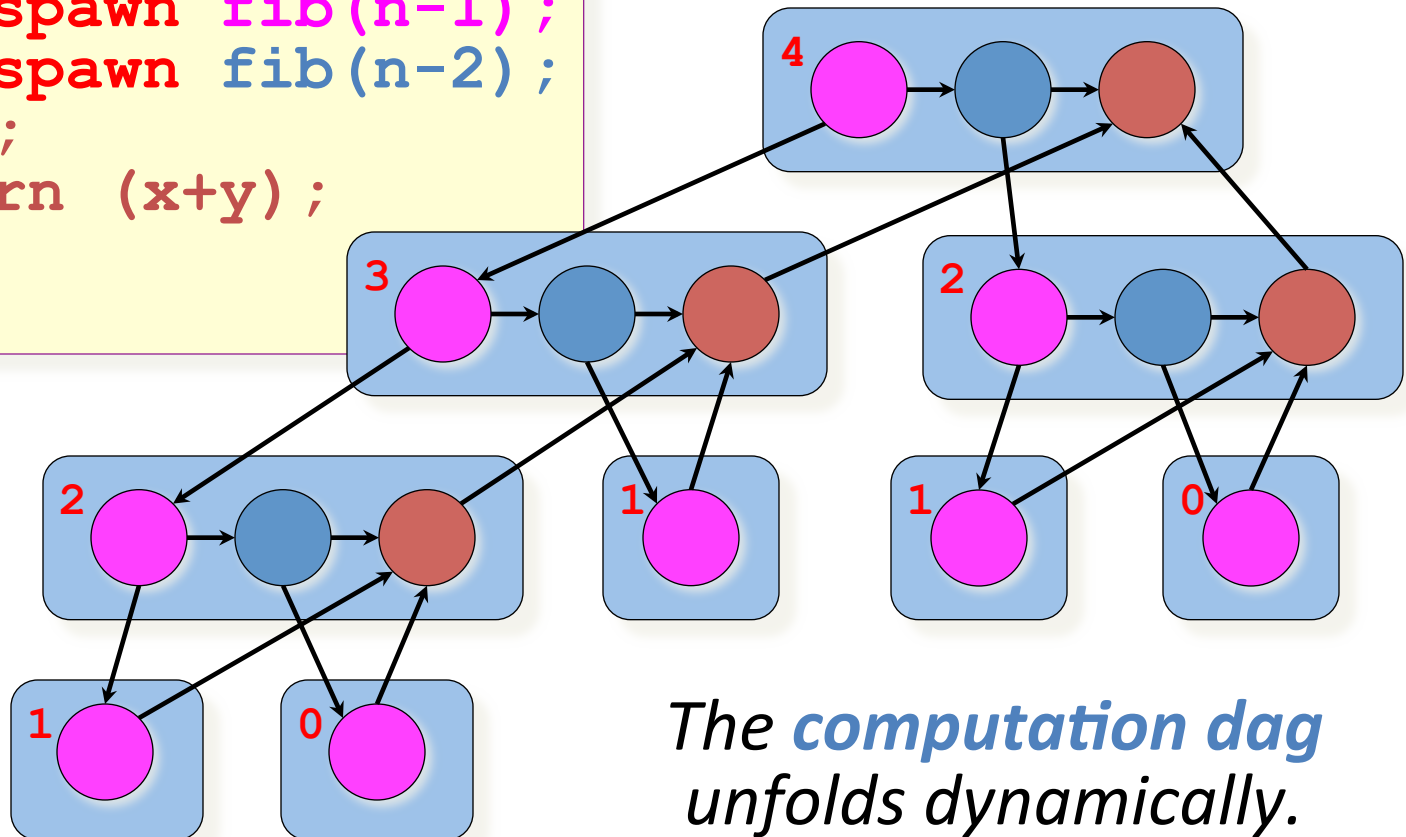 spawn fib(n-1);
spawn fib(n-2);
;
rn (x+y);
4
3
2
2
1
1
0
1
0
The computation dag
unfolds dynamically.